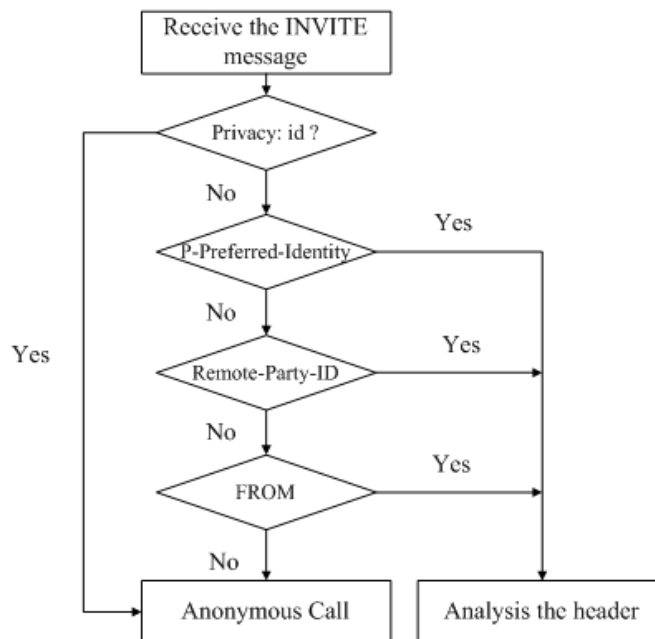 Receive the INVITE
message
Privacy: id ?
No
Yes
P-Preferred-Identity
No
Yes
Yes
Remote-Party-ID
No
Yes
FROM
No
Anonymous Call
Analysis the header